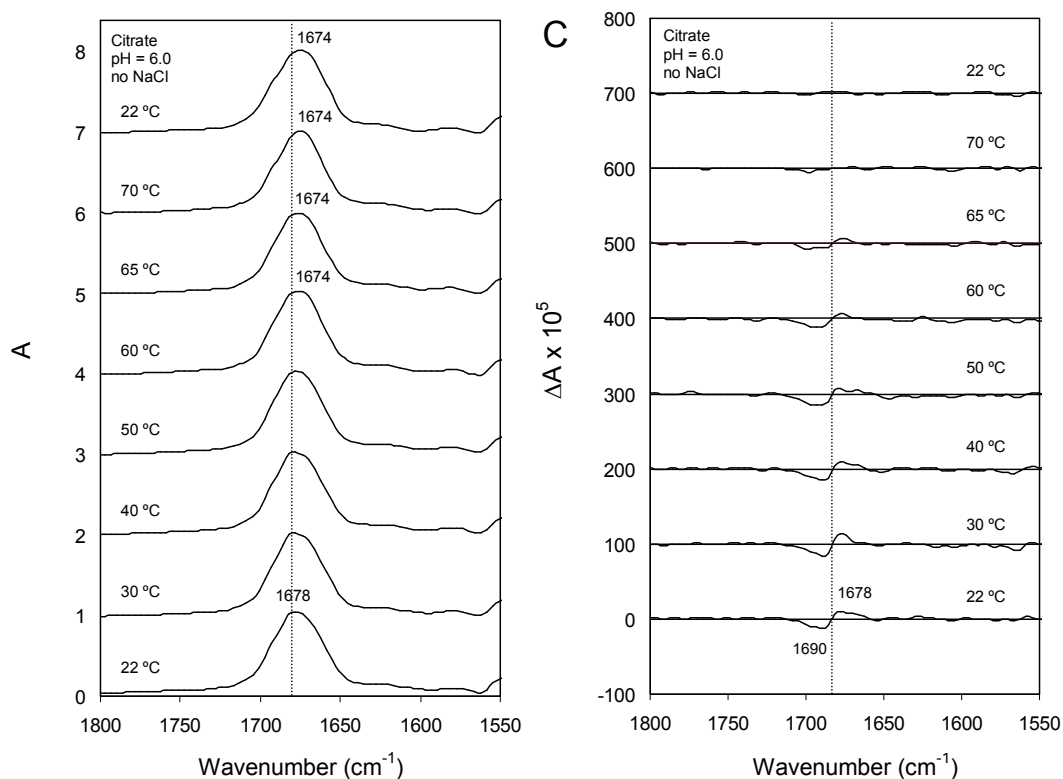 Citrate
pH = 6.0
no NaCl
8
7
6
5
4
3
2
1
0
A
1674
22 ºC
1674
70 ºC
1674
65 ºC
1674
60 ºC
50 ºC
40 ºC
30 ºC
1678
22 ºC
1800 1750 1700 1650 1600 1550
Wavenumber (cm⁻¹)
C
Citrate
pH = 6.0
no NaCl
800
700
600
500
400
300
200
100
0
-100
ΔA x 10⁵
22 ºC
70 ºC
65 ºC
60 ºC
50 ºC
40 ºC
30 ºC
22 ºC
1678
1690
1800 1750 1700 1650 1600 1550
Wavenumber (cm⁻¹)